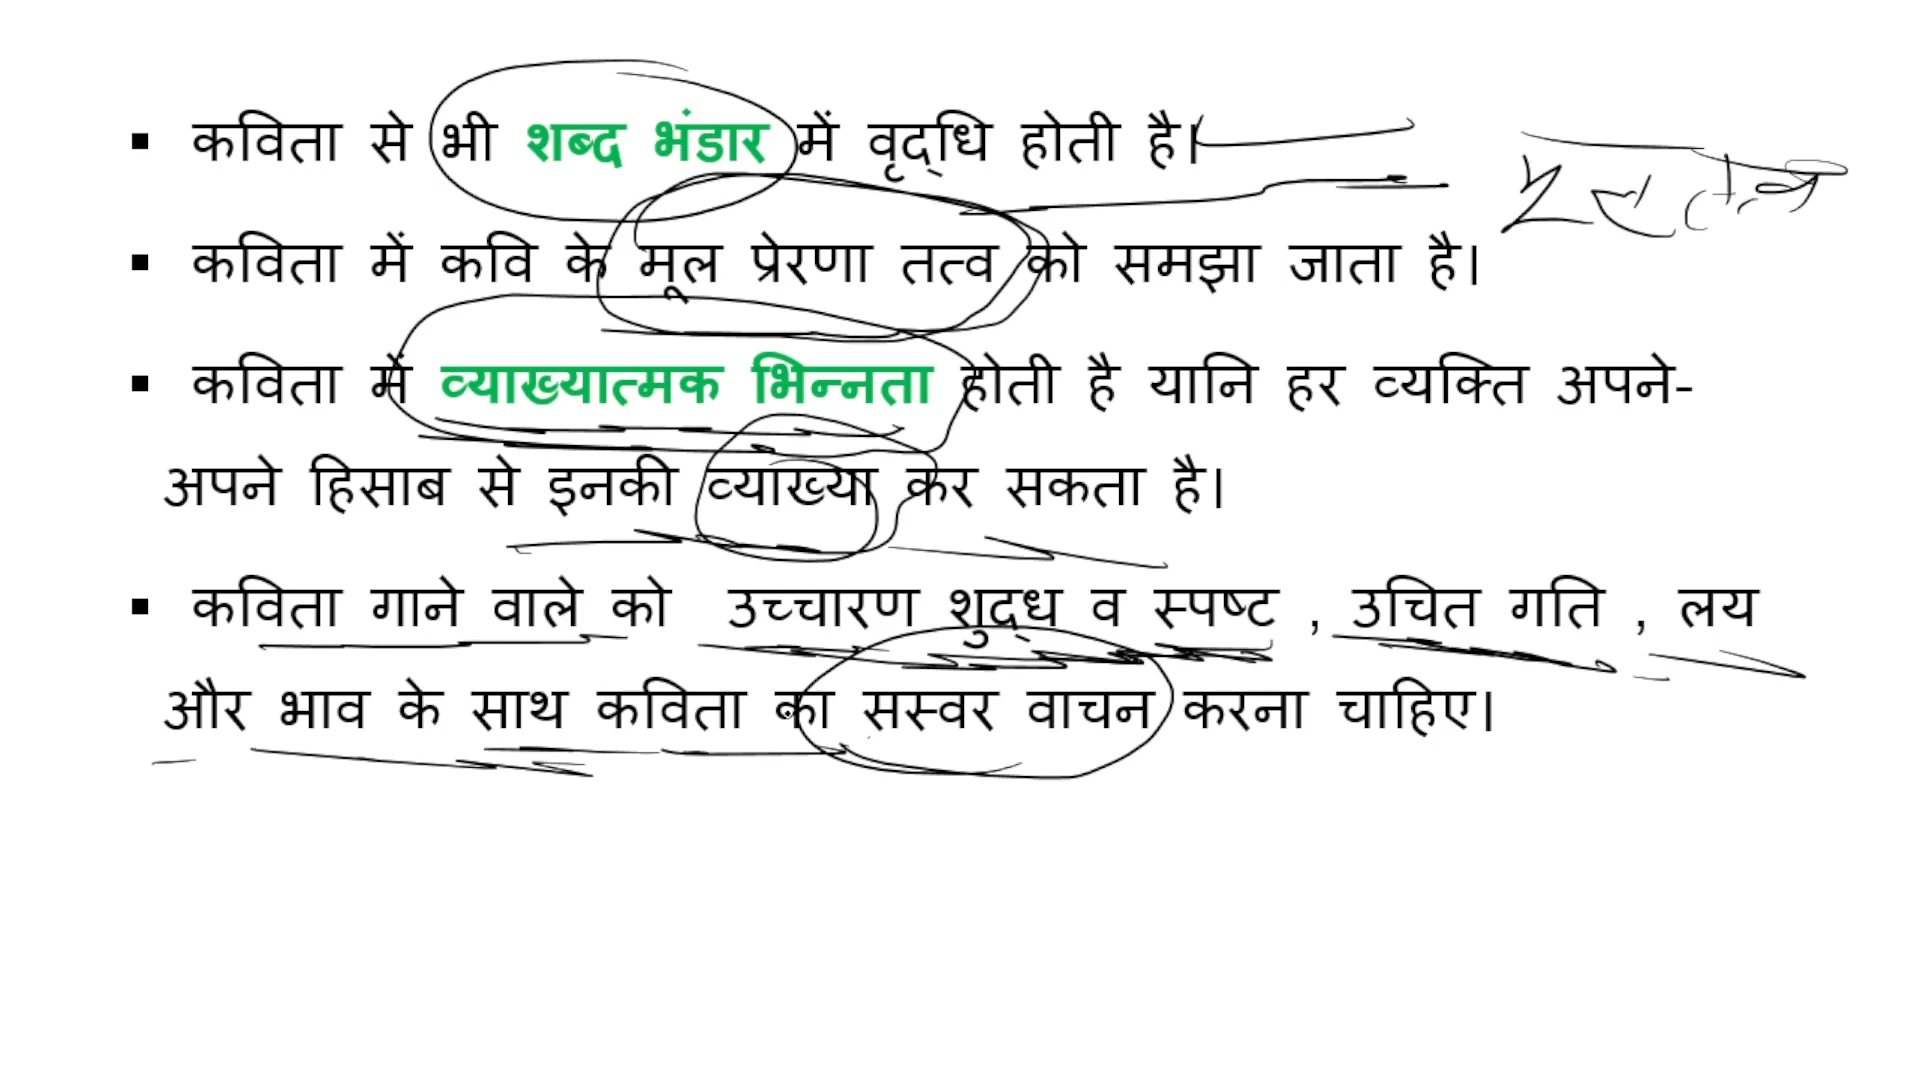 ▪ कविता से भी शब्द भंडार में वृद्धि होती है।
▪ कविता में कवि के मूल प्रेरणा तत्व को समझा जाता है।
▪ कविता में व्याख्यात्मक भिन्नता होती है यानि हर व्यक्ति अपने-
अपने हिसाब से इनकी व्याख्या कर सकता है।
▪ कविता गाने वाले को उच्चारण शुद्ध व स्पष्ट , उचित गति , लय
और भाव के साथ कविता का सस्वर वाचन करना चाहिए।